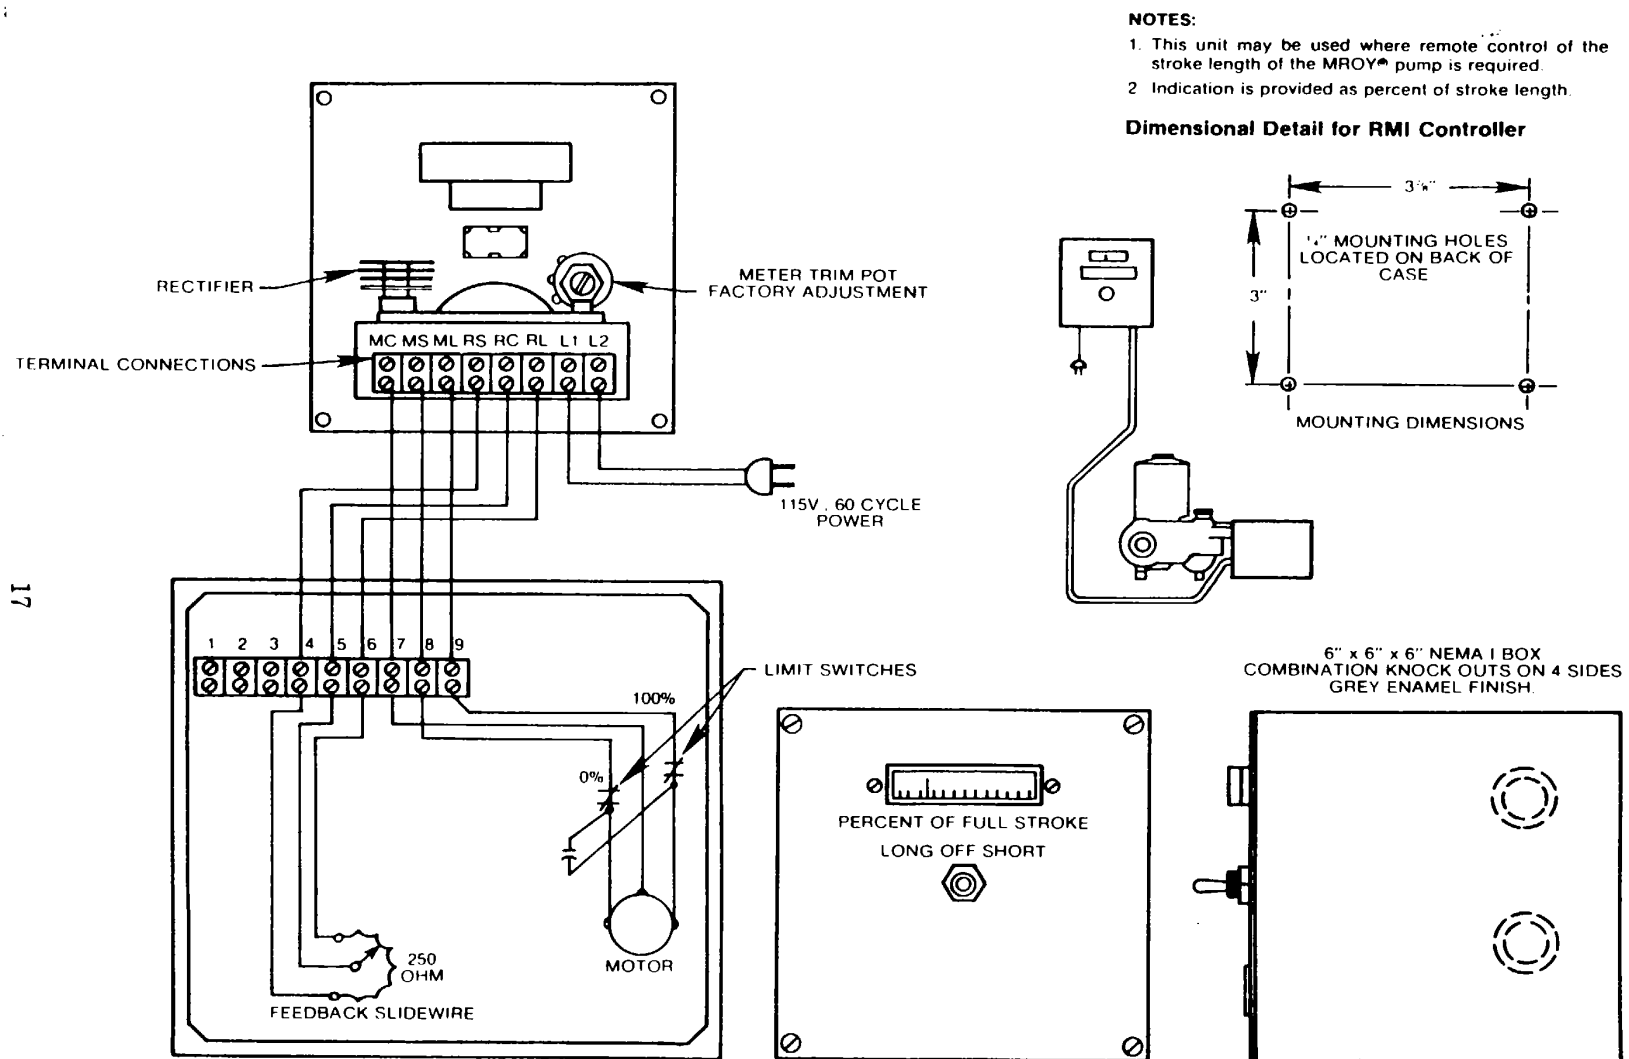 NOTES:
1. This unit may be used where remote control of the
stroke length of the MROY® pump is required.
2 Indication is provided as percent of stroke length.
Dimensional Detail for RMI Controller
3"
MOUNTING HOLES
LOCATED ON BACK OF
CASE
3"
MOUNTING DIMENSIONS
RECTIFIER
METER TRIM POT
FACTORY ADJUSTMENT
MC MS ML RS RC RL L1 L2
TERMINAL CONNECTIONS
115V , 60 CYCLE
POWER
17
1 2 3 4 5 6 7 8 9
LIMIT SWITCHES
100%
0%
MOTOR
250
OHM
FEEDBACK SLIDEWIRE
PERCENT OF FULL STROKE
LONG OFF SHORT
6" x 6" x 6" NEMA I BOX
COMBINATION KNOCK OUTS ON 4 SIDES
GREY ENAMEL FINISH.